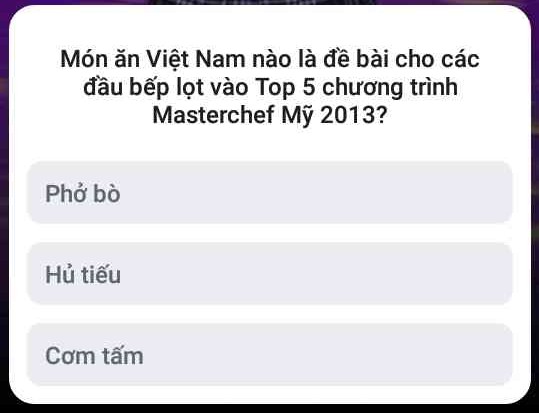 Món ăn Việt Nam nào là đề bài cho các
đầu bếp lọt vào Top 5 chương trình
Masterchef Mỹ 2013?
Phở bò
Hủ tiếu
Cơm tấm